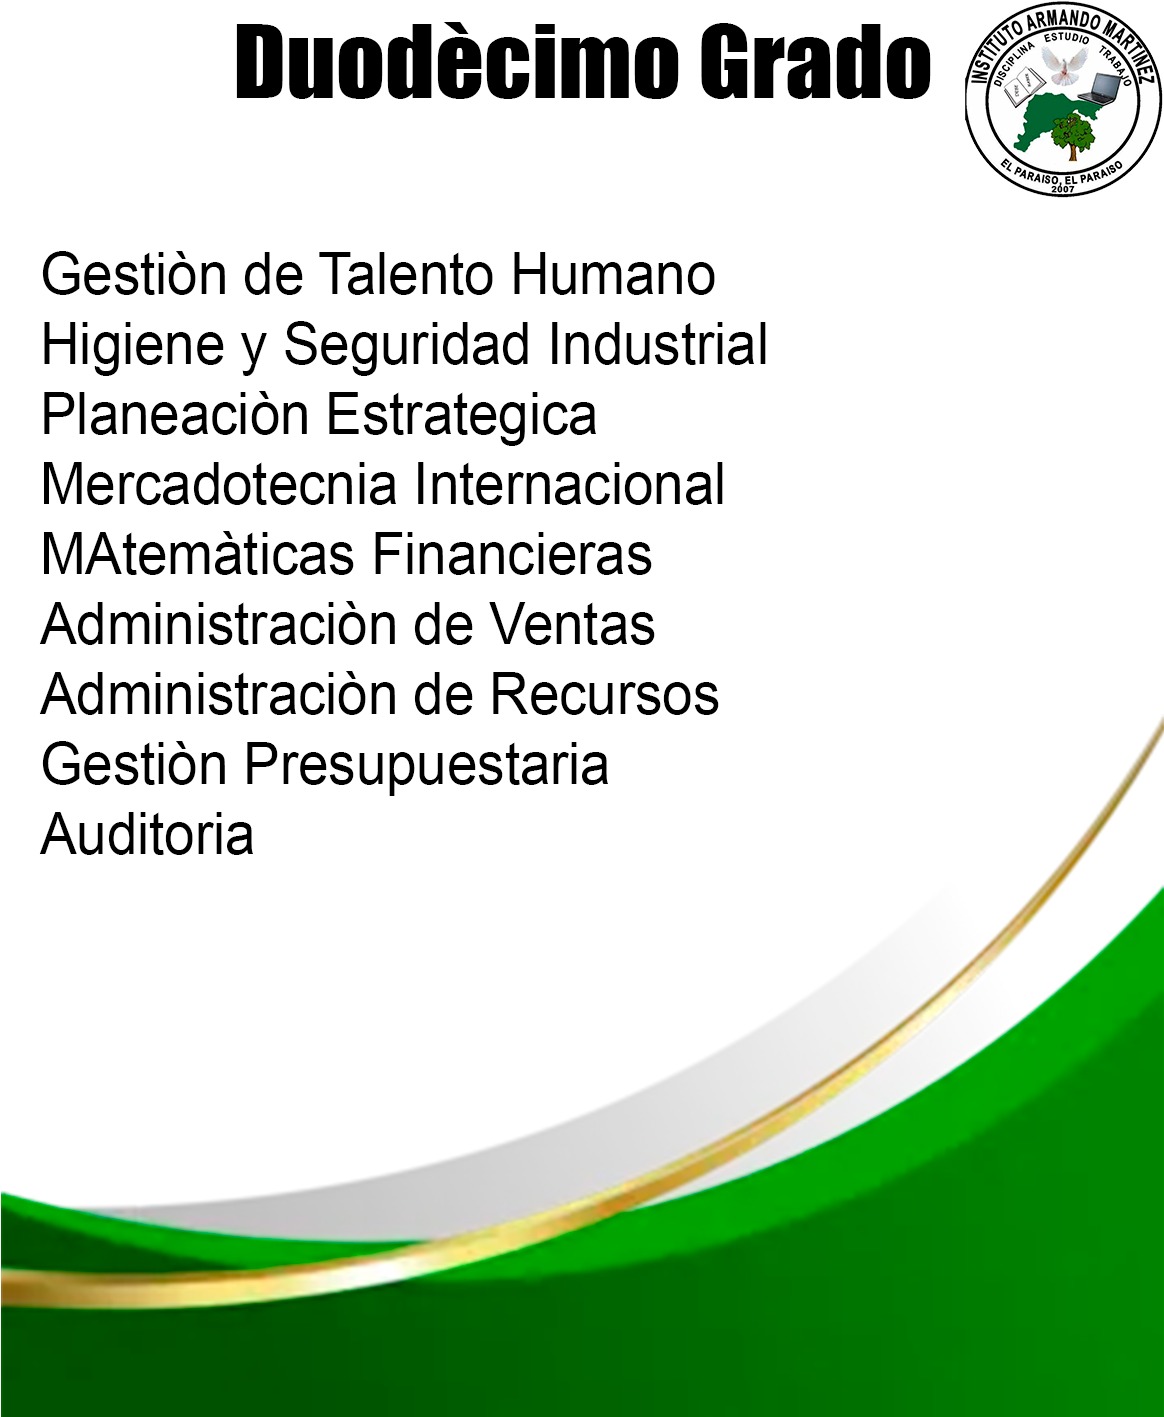 Duodècimo Grado
INSTITUTO ARMANDO MARTINEZ
DISCIPLINA ESTUDIO TRABAJO
EL PARAISO, EL PARAISO
2007
Gestiòn de Talento Humano
Higiene y Seguridad Industrial
Planeaciòn Estrategica
Mercadotecnia Internacional
MAtemàticas Financieras
Administraciòn de Ventas
Administraciòn de Recursos
Gestiòn Presupuestaria
Auditoria